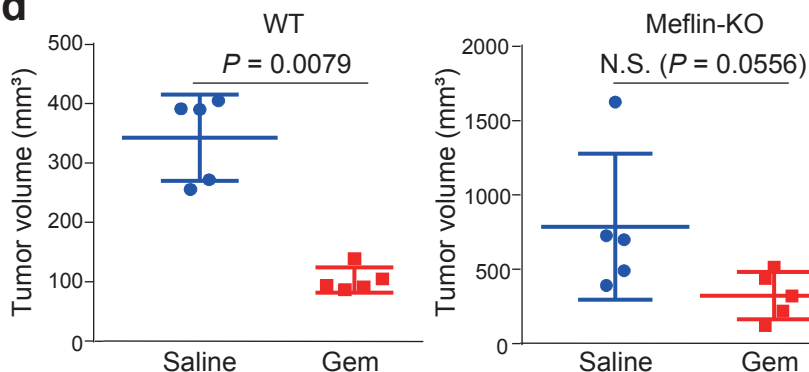 d
WT
Meflin-KO
P = 0.0079
N.S. (P = 0.0556)
Tumor volume (mm³)
500
400
300
200
100
0
Saline
Gem
Tumor volume (mm³)
2000
1500
1000
500
0
Saline
Gem